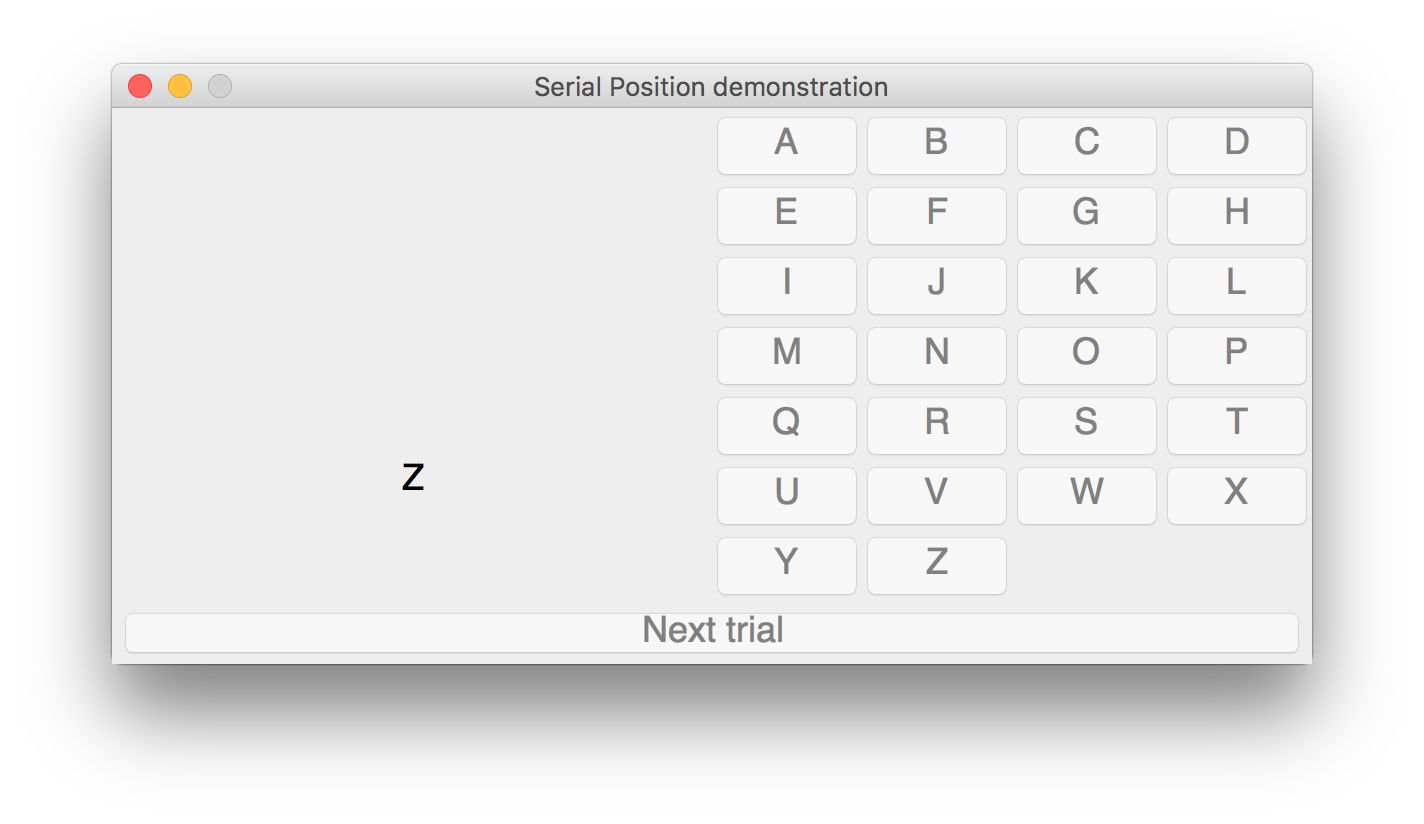 Serial Position demonstration
A B C D
E F G H
I J K L
M N O P
Q R S T
Z
U V W X
Y Z
Next trial